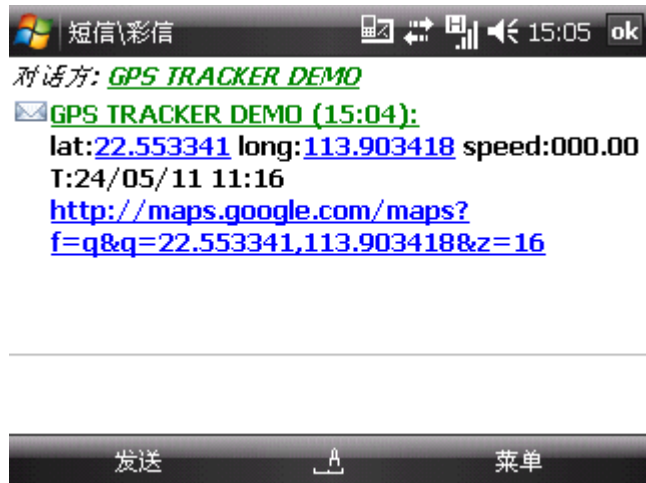 短信\彩信 15:05 ok
对话方: GPS TRACKER DEMO
GPS TRACKER DEMO (15:04):
lat:22.553341 long:113.903418 speed:000.00
T:24/05/11 11:16
http://maps.google.com/maps?
f=q&q=22.553341,113.903418&z=16
发送 菜单